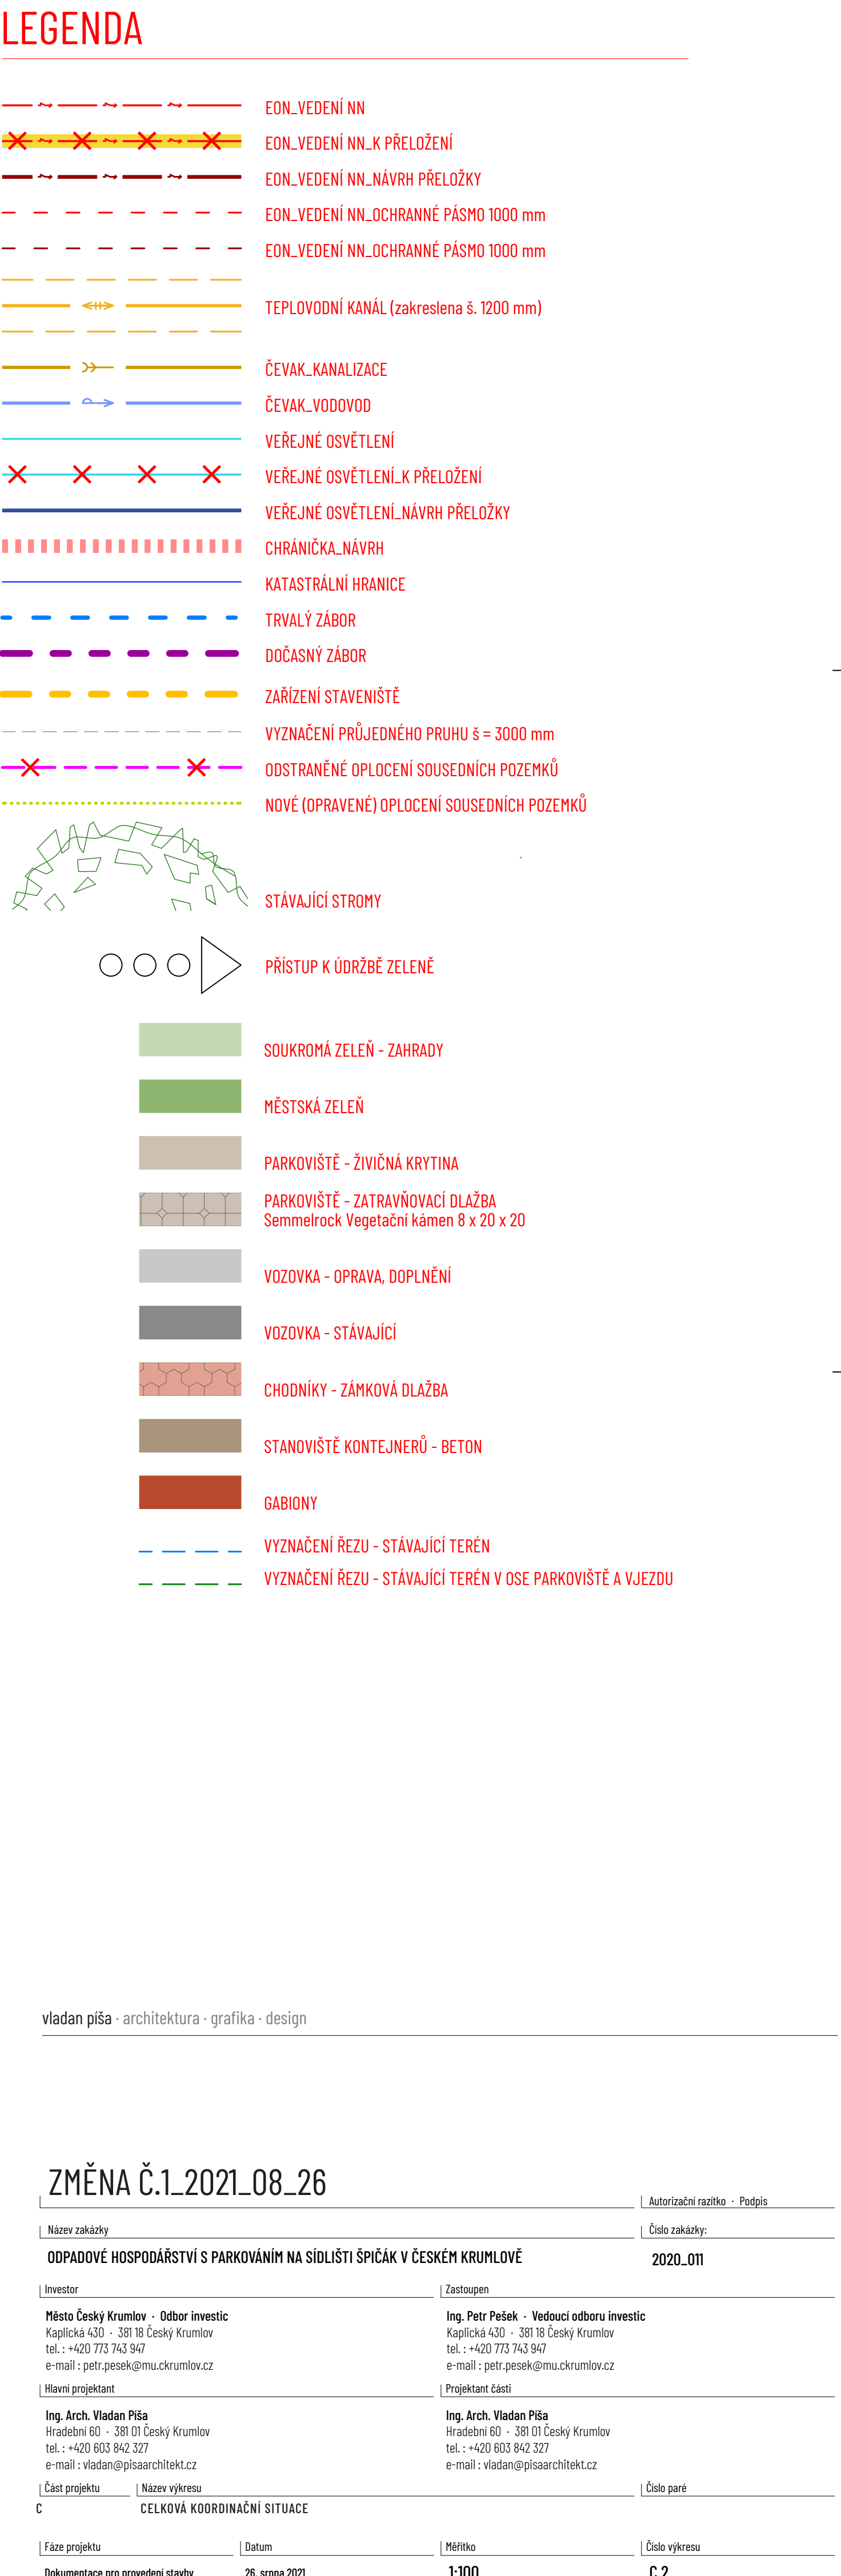 LEGENDA
EON_VEDENÍ NN
EON_VEDENÍ NN_K PŘELOŽENÍ
EON_VEDENÍ NN_NÁVRH PŘELOŽKY
EON_VEDENÍ NN_OCHRANNÉ PÁSMO 1000 mm
EON_VEDENÍ NN_OCHRANNÉ PÁSMO 1000 mm
TEPLOVODNÍ KANÁL (zakreslena š. 1200 mm)
ČEVAK_KANALIZACE
ČEVAK_VODOVOD
VEŘEJNÉ OSVĚTLENÍ
VEŘEJNÉ OSVĚTLENÍ_K PŘELOŽENÍ
VEŘEJNÉ OSVĚTLENÍ_NÁVRH PŘELOŽKY
CHRÁNIČKA_NÁVRH
KATASTRÁLNÍ HRANICE
TRVALÝ ZÁBOR
DOČASNÝ ZÁBOR
ZAŘÍZENÍ STAVENIŠTĚ
VYZNAČENÍ PRŮJEDNÉHO PRUHU š = 3000 mm
ODSTRANĚNÉ OPLOCENÍ SOUSEDNÍCH POZEMKŮ
NOVÉ (OPRAVENÉ) OPLOCENÍ SOUSEDNÍCH POZEMKŮ
STÁVAJÍCÍ STROMY
PŘÍSTUP K ÚDRŽBĚ ZELENĚ
SOUKROMÁ ZELEŇ - ZAHRADY
MĚSTSKÁ ZELEŇ
PARKOVIŠTĚ - ŽIVIČNÁ KRYTINA
PARKOVIŠTĚ - ZATRAVŇOVACÍ DLAŽBA
Semmelrock Vegetační kámen 8 x 20 x 20
VOZOVKA - OPRAVA, DOPLNĚNÍ
VOZOVKA - STÁVAJÍCÍ
CHODNÍKY - ZÁMKOVÁ DLAŽBA
STANOVIŠTĚ KONTEJNERŮ - BETON
GABIONY
VYZNAČENÍ ŘEZU - STÁVAJÍCÍ TERÉN
VYZNAČENÍ ŘEZU - STÁVAJÍCÍ TERÉN V OSE PARKOVIŠTĚ A VJEZDU
vladan píša · architektura · grafika · design
ZMĚNA Č.1_2021_08_26
Autorizační razítko · Podpis
Název zakázky
Číslo zakázky:
ODPADOVÉ HOSPODÁŘSTVÍ S PARKOVÁNÍM NA SÍDLIŠTI ŠPIČÁK V ČESKÉM KRUMLOVĚ
2020_011
Investor
Zastoupen
Město Český Krumlov · Odbor investic
Ing. Petr Pešek · Vedoucí odboru investic
Kaplická 430 · 381 18 Český Krumlov
Kaplická 430 · 381 18 Český Krumlov
tel. : +420 773 743 947
tel. : +420 773 743 947
e-mail : petr.pesek@mu.ckrumlov.cz
e-mail : petr.pesek@mu.ckrumlov.cz
Hlavní projektant
Projektant části
Ing. Arch. Vladan Píša
Ing. Arch. Vladan Píša
Hradební 60 · 381 01 Český Krumlov
Hradební 60 · 381 01 Český Krumlov
tel. : +420 603 842 327
tel. : +420 603 842 327
e-mail : vladan@pisaarchitekt.cz
e-mail : vladan@pisaarchitekt.cz
Část projektu
Název výkresu
Číslo paré
C
CELKOVÁ KOORDINAČNÍ SITUACE
Fáze projektu
Datum
Měřítko
Číslo výkresu
Dokumentace pro provedení stavby
26. srpna 2021
1:100
C.2